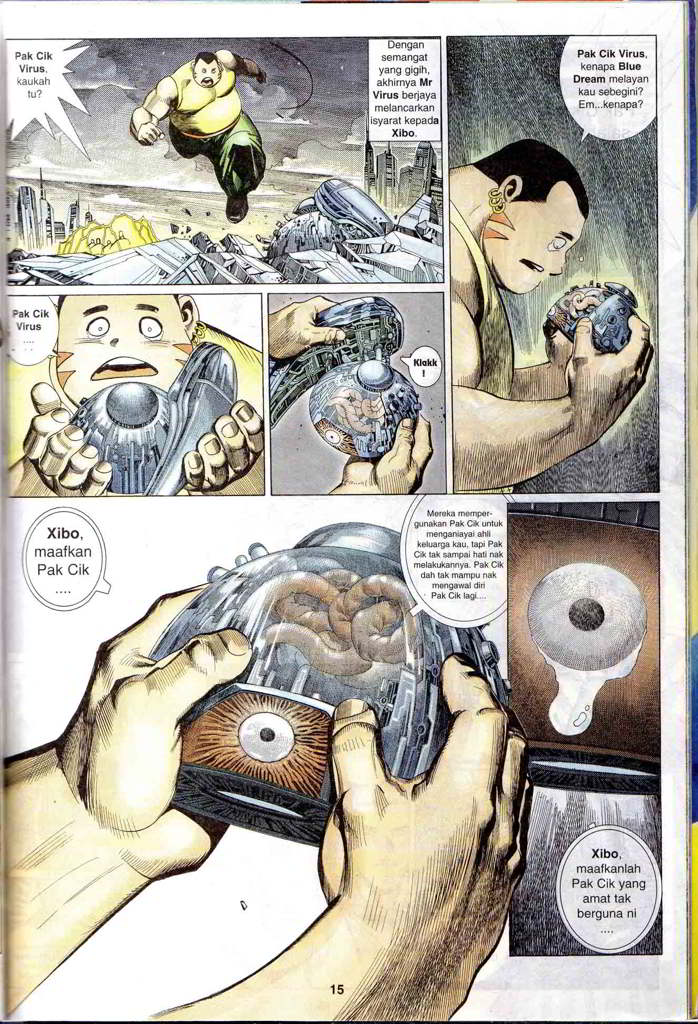 Pak Cik
Virus,
kaukah
tu?
Dengan
semangat
yang gigih,
akhirnya Mr
Virus berjaya
melancarkan
isyarat kepada
Xibo.
Pak Cik Virus,
kenapa Blue
Dream melayan
kau sebegini?
Em...kenapa?
Pak Cik
Virus
....
Klakk
!
Xibo,
maafkan
Pak Cik
....
Mereka memper-
gunakan Pak Cik untuk
menganiayai ahli
keluarga kau, tapi Pak
Cik tak sampai hati nak
melakukannya. Pak Cik
dah tak mampu nak
mengawal diri
Pak Cik lagi....
Xibo,
maafkanlah
Pak Cik yang
amat tak
berguna ni
....
15